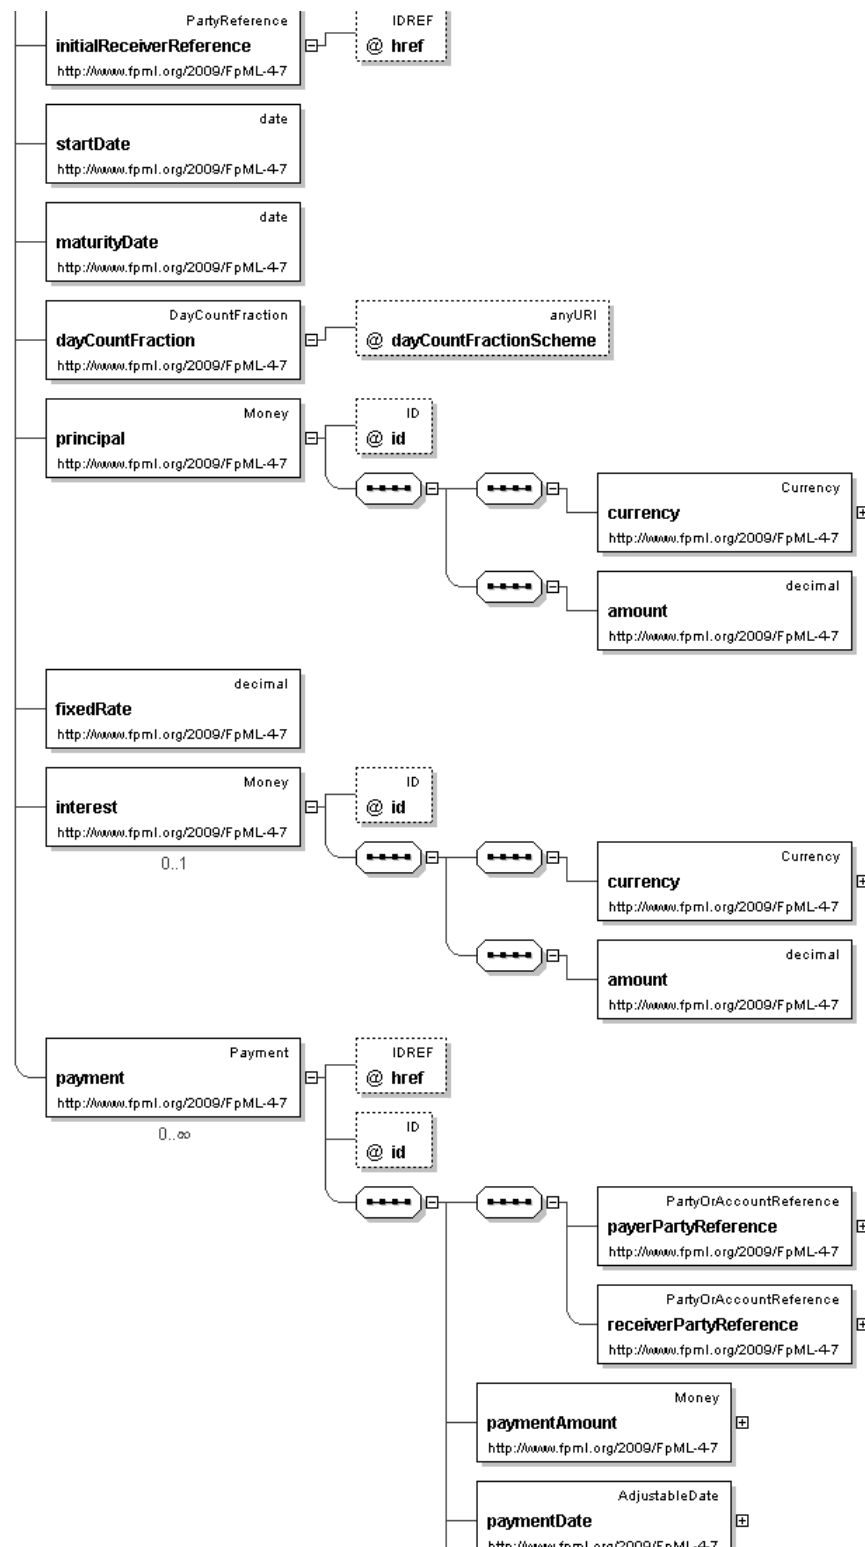 PartyReference
initialReceiverReference
http://www.fpml.org/2009/FpML-4-7
IDREF
@ href
date
startDate
http://www.fpml.org/2009/FpML-4-7
date
maturityDate
http://www.fpml.org/2009/FpML-4-7
DayCountFraction
dayCountFraction
http://www.fpml.org/2009/FpML-4-7
anyURI
@ dayCountFractionScheme
Money
principal
http://www.fpml.org/2009/FpML-4-7
ID
@ id
Currency
currency
http://www.fpml.org/2009/FpML-4-7
decimal
amount
http://www.fpml.org/2009/FpML-4-7
decimal
fixedRate
http://www.fpml.org/2009/FpML-4-7
Money
interest
http://www.fpml.org/2009/FpML-4-7
0..1
ID
@ id
Currency
currency
http://www.fpml.org/2009/FpML-4-7
decimal
amount
http://www.fpml.org/2009/FpML-4-7
Payment
payment
http://www.fpml.org/2009/FpML-4-7
0..∞
IDREF
@ href
ID
@ id
PartyOrAccountReference
payerPartyReference
http://www.fpml.org/2009/FpML-4-7
PartyOrAccountReference
receiverPartyReference
http://www.fpml.org/2009/FpML-4-7
Money
paymentAmount
http://www.fpml.org/2009/FpML-4-7
AdjustableDate
paymentDate
http://www.fpml.org/2009/FpML-4-7